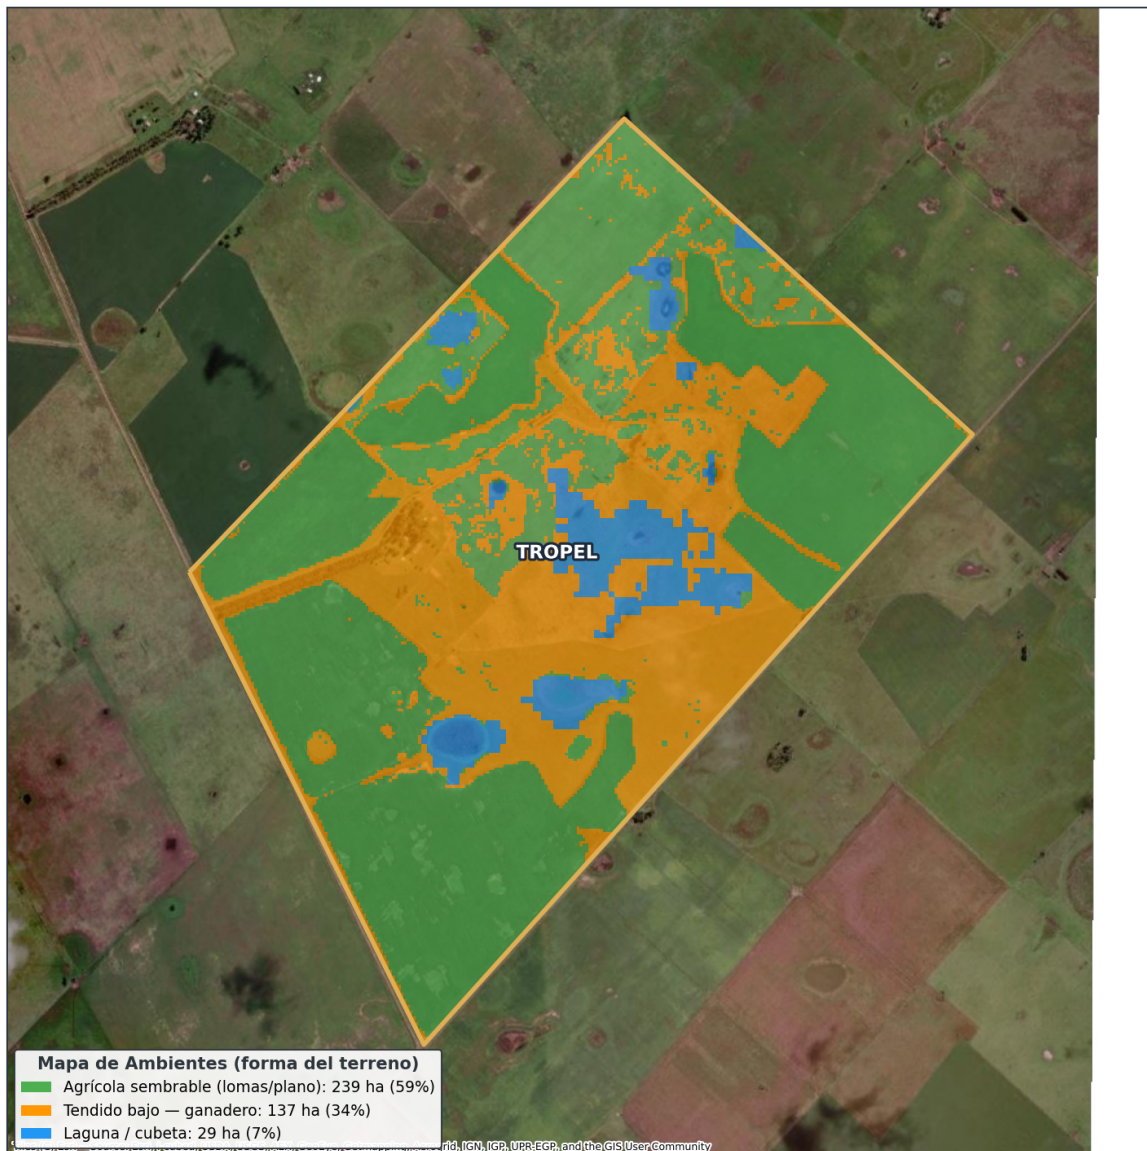 TROPEL
Mapa de Ambientes (forma del terreno)
Agrícola sembrable (lomas/plano): 239 ha (59%)
Tendido bajo — ganadero: 137 ha (34%)
Laguna / cubeta: 29 ha (7%)
IGN, IGP, UPR-EGP, and the GIS User Community